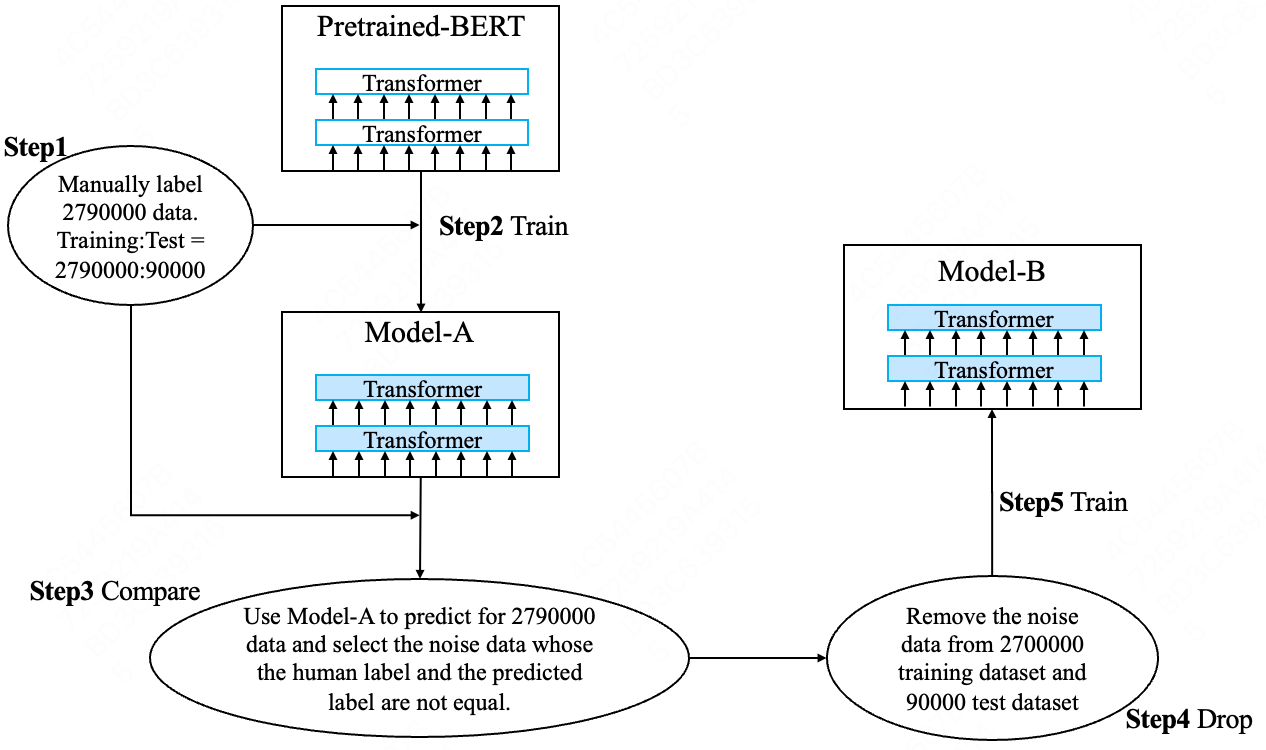 Pretrained-BERT
Transformer
Transformer
Step1
Manually label
2790000 data.
Training:Test =
2790000:90000
Step2 Train
Model-A
Transformer
Transformer
Model-B
Transformer
Transformer
Step5 Train
Step3 Compare
Use Model-A to predict for 2790000
data and select the noise data whose
the human label and the predicted
label are not equal.
Remove the noise
data from 2700000
training dataset and
90000 test dataset
Step4 Drop